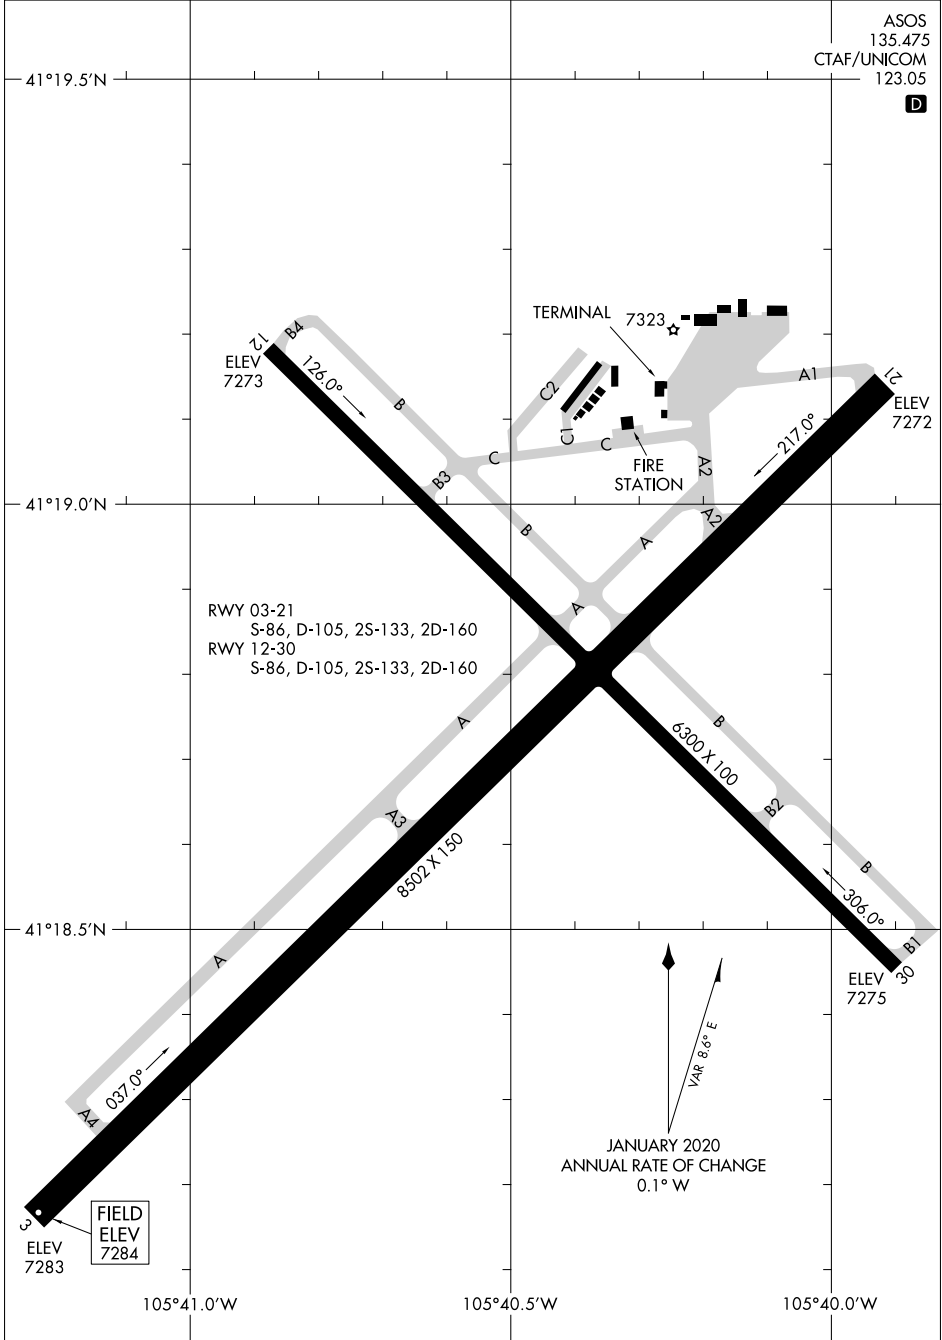 ASOS
135.475
CTAF/UNICOM
123.05
D
41°19.5'N
TERMINAL
7323
12
B4
ELEV
7273
126.0°
A1
21
ELEV
7272
B
C2
C1
217.0°
C
C
FIRE
STATION
A2
B3
41°19.0'N
A2
B
A
RWY 03-21
S-86, D-105, 2S-133, 2D-160
RWY 12-30
S-86, D-105, 2S-133, 2D-160
A
A
B
6300 X 100
B2
A3
8502 X 150
B
306.0°
41°18.5'N
A
B1
30
ELEV
7275
VAR 8.6° E
037.0°
A4
JANUARY 2020
ANNUAL RATE OF CHANGE
0.1° W
3
ELEV
7283
FIELD
ELEV
7284
105°41.0'W
105°40.5'W
105°40.0'W